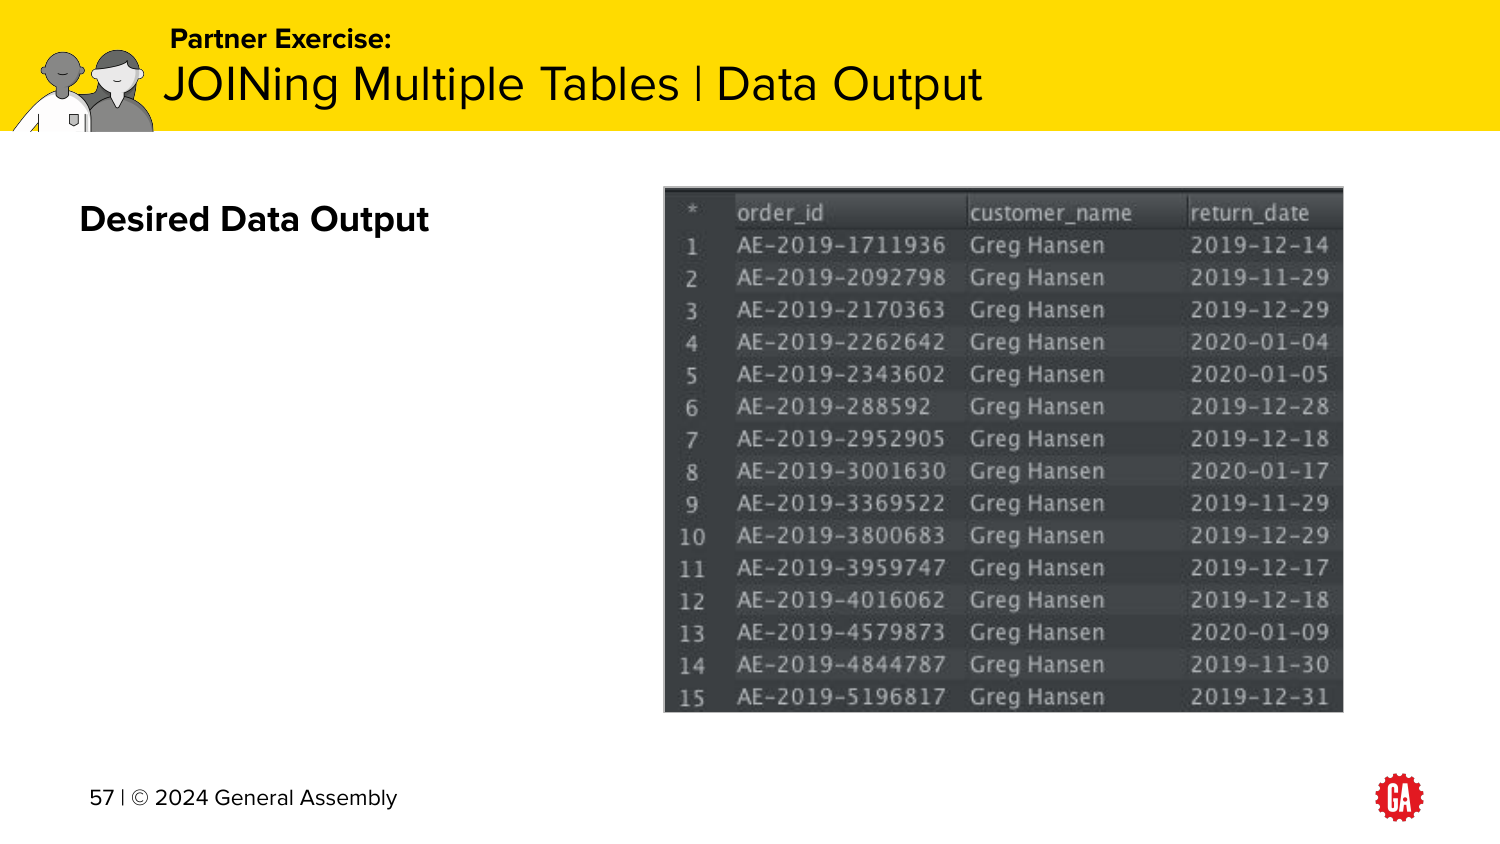 Partner Exercise:
JOINing Multiple Tables | Data Output
Desired Data Output
* order_id customer_name return_date
1 AE-2019-1711936 Greg Hansen 2019-12-14
2 AE-2019-2092798 Greg Hansen 2019-11-29
3 AE-2019-2170363 Greg Hansen 2019-12-29
4 AE-2019-2262642 Greg Hansen 2020-01-04
5 AE-2019-2343602 Greg Hansen 2020-01-05
6 AE-2019-288592 Greg Hansen 2019-12-28
7 AE-2019-2952905 Greg Hansen 2019-12-18
8 AE-2019-3001630 Greg Hansen 2020-01-17
9 AE-2019-3369522 Greg Hansen 2019-11-29
10 AE-2019-3800683 Greg Hansen 2019-12-29
11 AE-2019-3959747 Greg Hansen 2019-12-17
12 AE-2019-4016062 Greg Hansen 2019-12-18
13 AE-2019-4579873 Greg Hansen 2020-01-09
14 AE-2019-4844787 Greg Hansen 2019-11-30
15 AE-2019-5196817 Greg Hansen 2019-12-31
57 | © 2024 General Assembly
GA